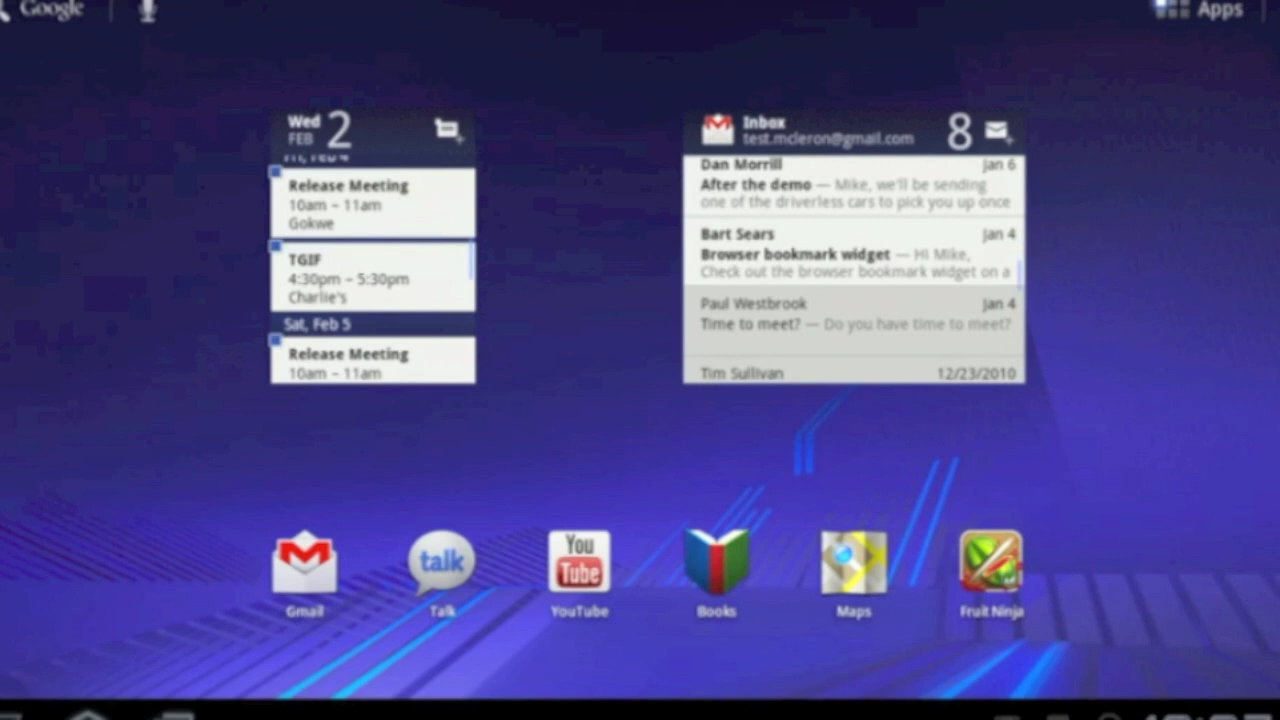 Google
Apps
Wed
FEB
2
Release Meeting
10am – 11am
Gokwe
TGIF
4:30pm – 5:30pm
Charlie's
Sat, Feb 5
Release Meeting
10am – 11am
Inbox
test.mcleron@gmail.com
8
Dan Morrill Jan 6
After the demo — Mike, we'll be sending
one of the driverless cars to pick you up once
Bart Sears Jan 4
Browser bookmark widget — Hi Mike,
Check out the browser bookmark widget on a
Paul Westbrook Jan 4
Time to meet? — Do you have time to meet?
Tim Sullivan 12/23/2010
talk
You
Tube
Gmail Talk YouTube Books Maps Fruit Ninja